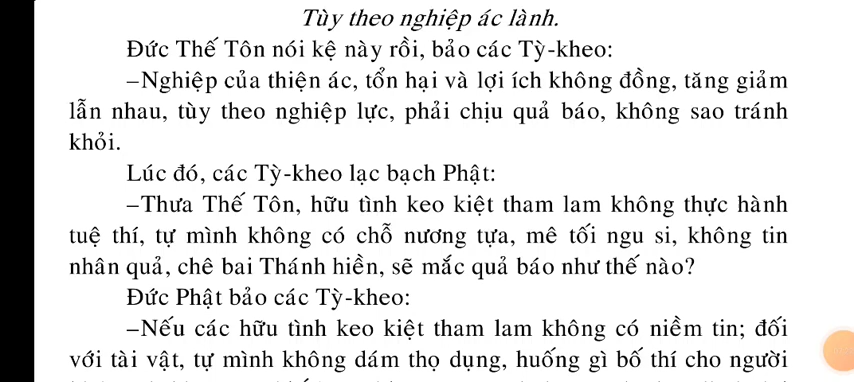 Tùy theo nghiệp ác lành.
Đức Thế Tôn nói kệ này rồi, bảo các Tỳ-kheo:
–Nghiệp của thiện ác, tổn hại và lợi ích không đồng, tăng giảm
lẫn nhau, tùy theo nghiệp lực, phải chịu quả báo, không sao tránh
khỏi.
Lúc đó, các Tỳ-kheo lạc bạch Phật:
–Thưa Thế Tôn, hữu tình keo kiệt tham lam không thực hành
tuệ thí, tự mình không có chỗ nương tựa, mê tối ngu si, không tin
nhân quả, chê bai Thánh hiền, sẽ mắc quả báo như thế nào?
Đức Phật bảo các Tỳ-kheo:
–Nếu các hữu tình keo kiệt tham lam không có niềm tin; đối
với tài vật, tự mình không dám thọ dụng, huống gì bố thí cho người